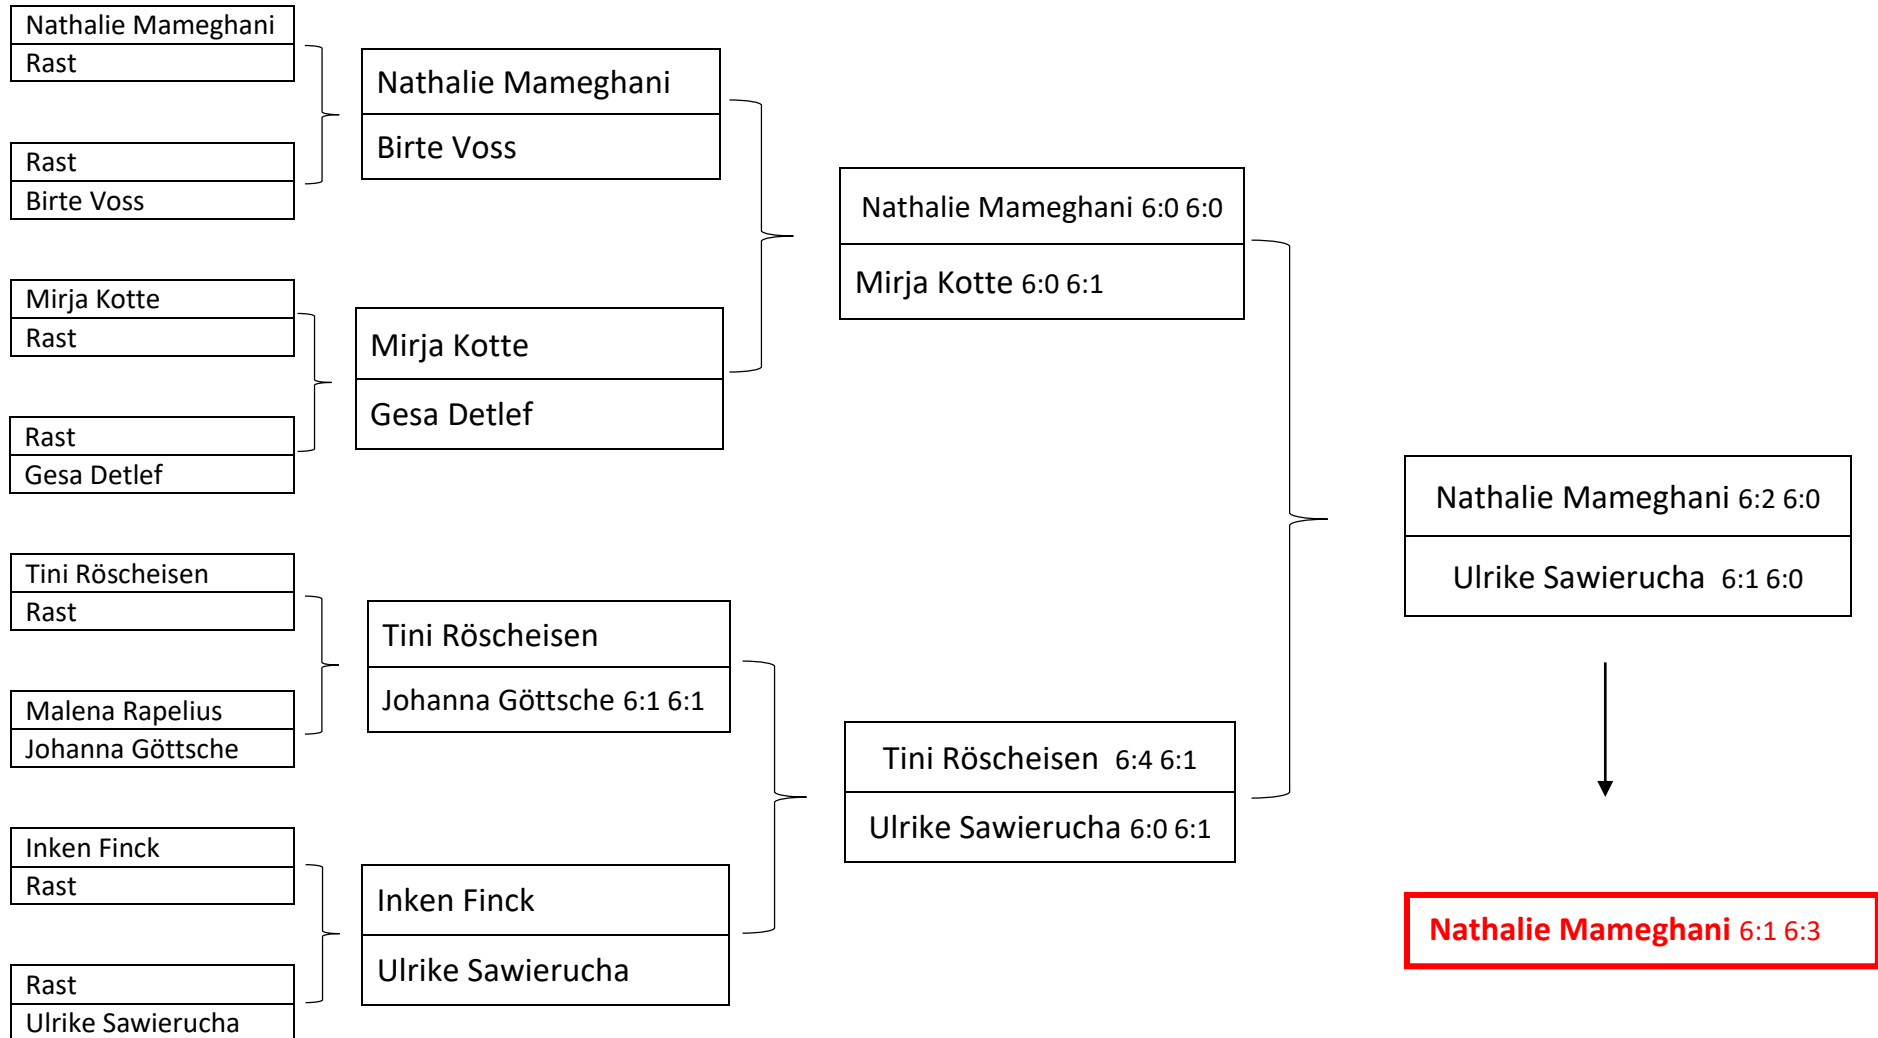 Nathalie Mameghani
Rast
Rast
Birte Voss
Mirja Kotte
Rast
Rast
Gesa Detlef
Tini Röscheisen
Rast
Malena Rapelius
Johanna Göttsche
Inken Finck
Rast
Rast
Ulrike Sawierucha
Nathalie Mameghani
Birte Voss
Mirja Kotte
Gesa Detlef
Tini Röscheisen
Johanna Göttsche 6:1 6:1
Inken Finck
Ulrike Sawierucha
Nathalie Mameghani 6:0 6:0
Mirja Kotte 6:0 6:1
Tini Röscheisen 6:4 6:1
Ulrike Sawierucha 6:0 6:1
Nathalie Mameghani 6:2 6:0
Ulrike Sawierucha 6:1 6:0
Nathalie Mameghani 6:1 6:3